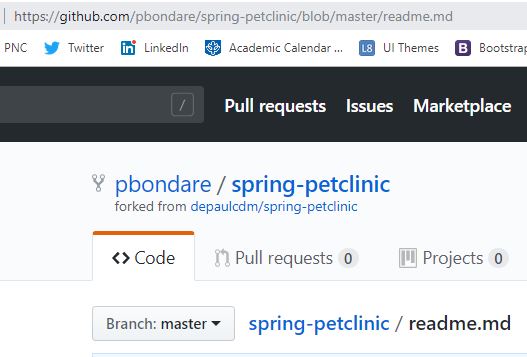 https://github.com/pbondare/spring-petclinic/blob/master/readme.md
PNC Twitter in LinkedIn Academic Calendar ... L8 UI Themes B Bootstrap
/ Pull requests Issues Marketplace
pbondare / spring-petclinic
forked from depaulcdm/spring-petclinic
<> Code Pull requests 0 Projects 0
Branch: master spring-petclinic / readme.md